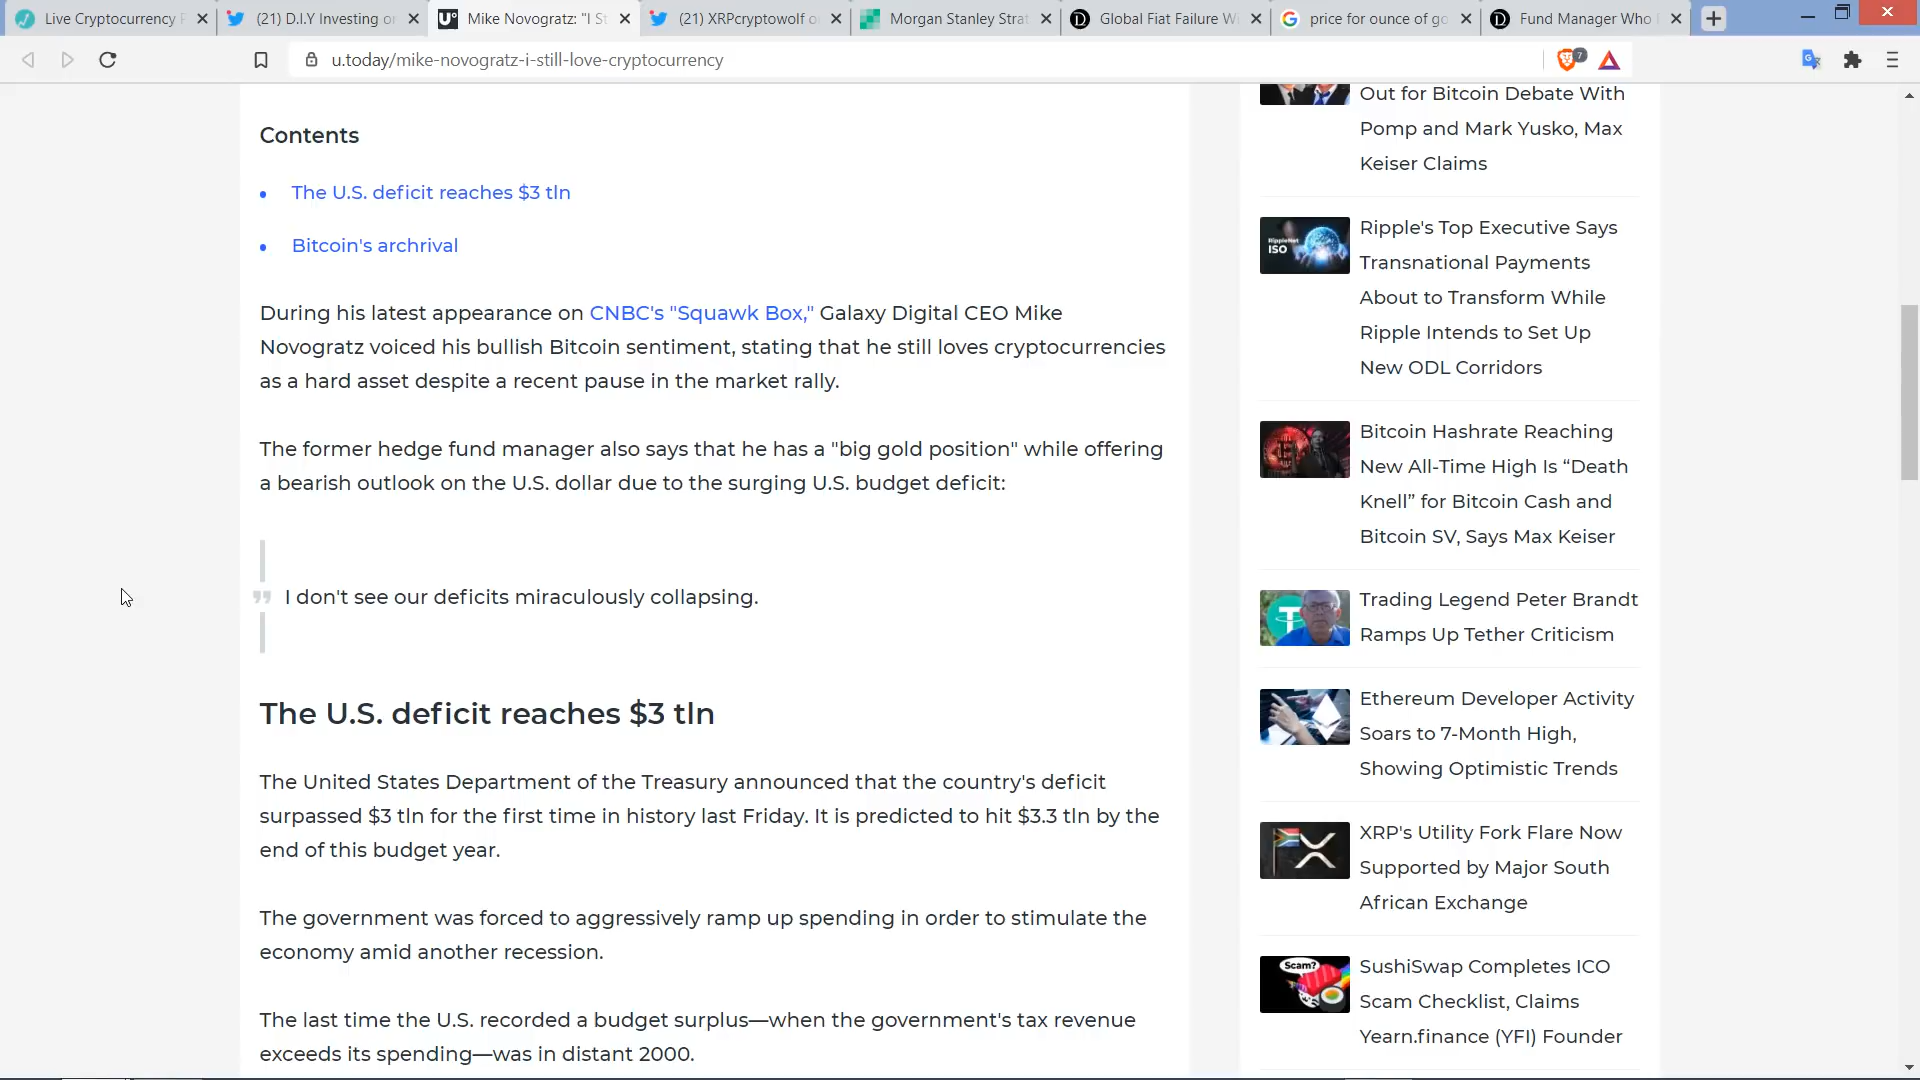 Live Cryptocurrency P
(21) D.I.Y Investing or
Mike Novogratz: "I St
(21) XRPcryptowolf o
Morgan Stanley Strat
Global Fiat Failure Wi
price for ounce of go
Fund Manager Who
u.today/mike-novogratz-i-still-love-cryptocurrency
7
Contents
The U.S. deficit reaches $3 tln
Bitcoin's archrival
During his latest appearance on CNBC's "Squawk Box," Galaxy Digital CEO Mike
Novogratz voiced his bullish Bitcoin sentiment, stating that he still loves cryptocurrencies
as a hard asset despite a recent pause in the market rally.
The former hedge fund manager also says that he has a "big gold position" while offering
a bearish outlook on the U.S. dollar due to the surging U.S. budget deficit:
I don't see our deficits miraculously collapsing.
The U.S. deficit reaches $3 tln
The United States Department of the Treasury announced that the country's deficit
surpassed $3 tln for the first time in history last Friday. It is predicted to hit $3.3 tln by the
end of this budget year.
The government was forced to aggressively ramp up spending in order to stimulate the
economy amid another recession.
The last time the U.S. recorded a budget surplus—when the government's tax revenue
exceeds its spending—was in distant 2000.
Out for Bitcoin Debate With
Pomp and Mark Yusko, Max
Keiser Claims
RippleNet
ISO
Ripple's Top Executive Says
Transnational Payments
About to Transform While
Ripple Intends to Set Up
New ODL Corridors
Bitcoin Hashrate Reaching
New All-Time High Is “Death
Knell” for Bitcoin Cash and
Bitcoin SV, Says Max Keiser
Trading Legend Peter Brandt
Ramps Up Tether Criticism
Ethereum Developer Activity
Soars to 7-Month High,
Showing Optimistic Trends
XRP's Utility Fork Flare Now
Supported by Major South
African Exchange
Scam?
SushiSwap Completes ICO
Scam Checklist, Claims
Yearn.finance (YFI) Founder